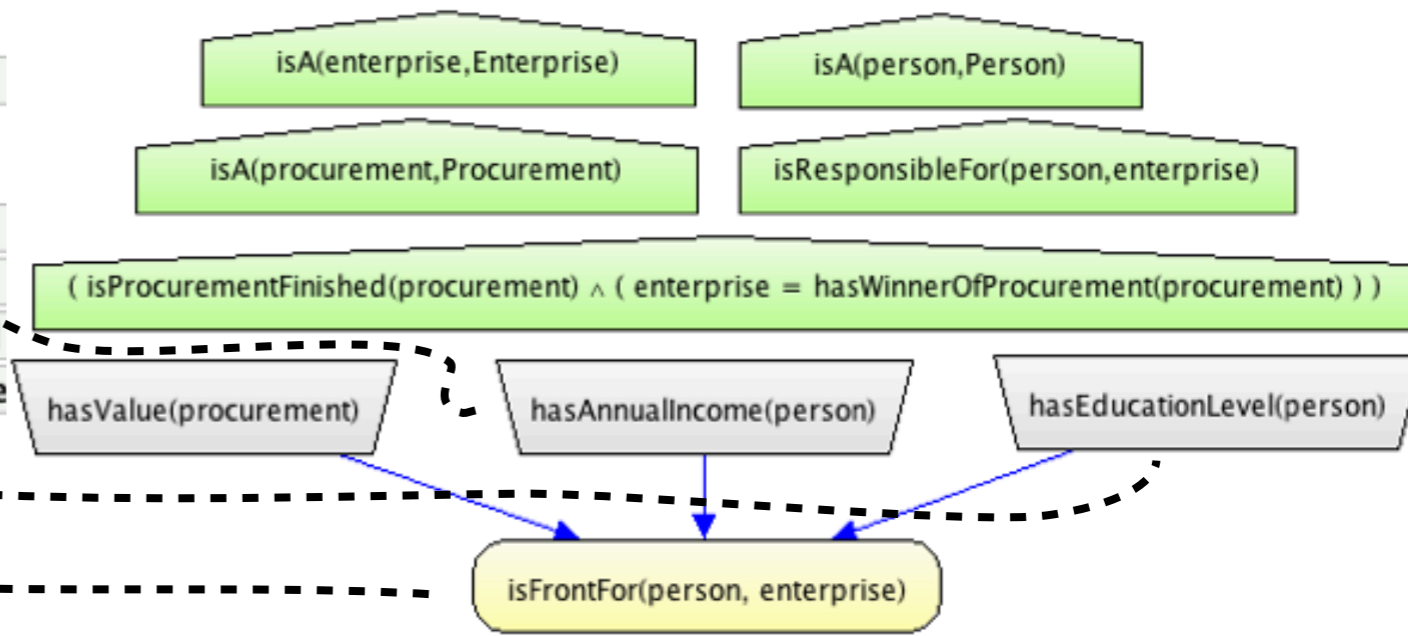 isA(enterprise,Enterprise)
isA(person,Person)
isA(procurement,Procurement)
isResponsibleFor(person,enterprise)
( isProcurementFinished(procurement) ∧ ( enterprise = hasWinnerOfProcurement(procurement) ) )
hasValue(procurement)
hasAnnualIncome(person)
hasEducationLevel(person)
isFrontFor(person, enterprise)